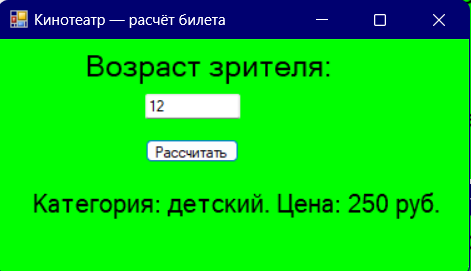 Кинотеатр — расчёт билета
Возраст зрителя:
12
Рассчитать
Категория: детский. Цена: 250 руб.